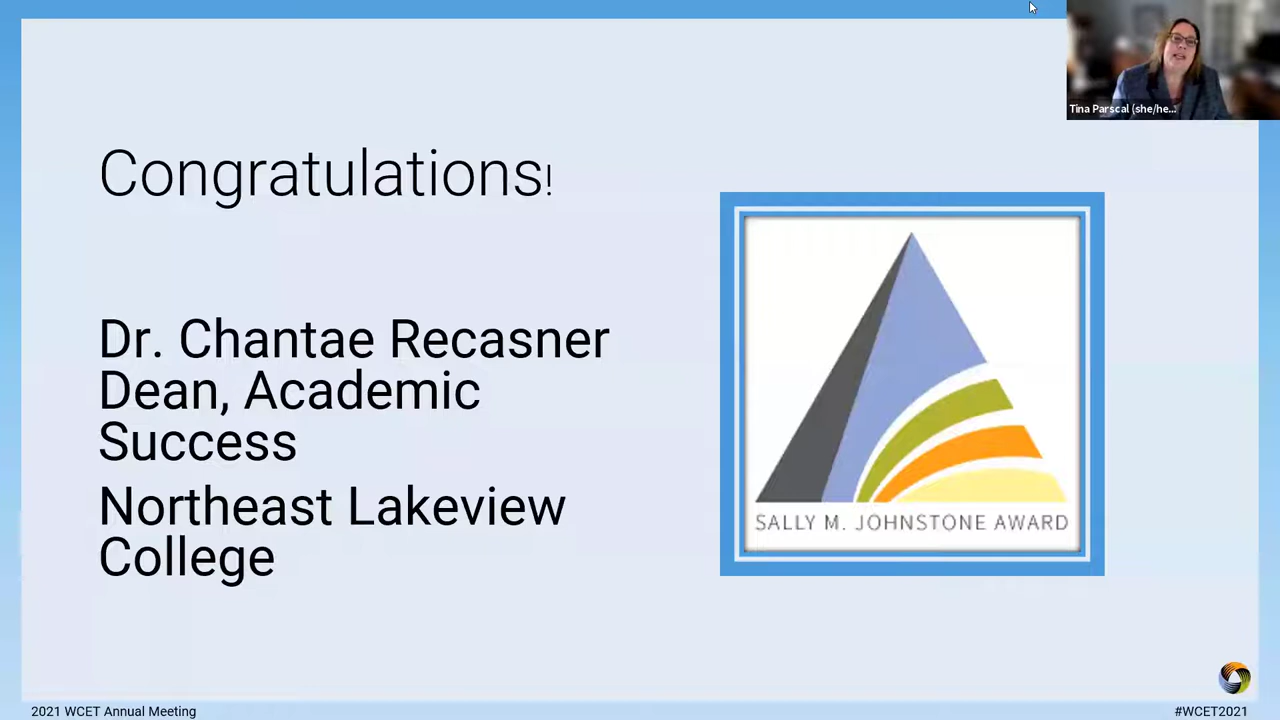 Tina Parscal (she/he...
Congratulations!
Dr. Chantae Recasner
Dean, Academic
Success
Northeast Lakeview
College
SALLY M. JOHNSTONE AWARD
2021 WCET Annual Meeting
#WCET2021